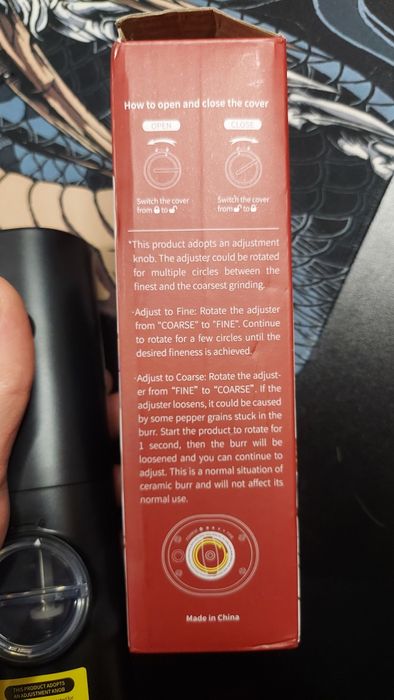 How to open and close the cover
OPEN
CLOSE
Switch the cover
from to
Switch the cover
from to
*This product adopts an adjustment
knob. The adjuster could be rotated
for multiple circles between the
finest and the coarsest grinding.
·Adjust to Fine: Rotate the adjuster
from "COARSE" to "FINE". Continue
to rotate for a few circles until the
desired fineness is achieved.
·Adjust to Coarse: Rotate the adjust-
er from "FINE" to "COARSE". If the
adjuster loosens, it could be caused
by some pepper grains stuck in the
burr. Start the product to rotate for
1 second, then the burr will be
loosened and you can continue to
adjust. This is a normal situation of
ceramic burr and will not affect its
normal use.
Made in China
THIS PRODUCT ADOPTS
AN ADJUSTMENT KNOB